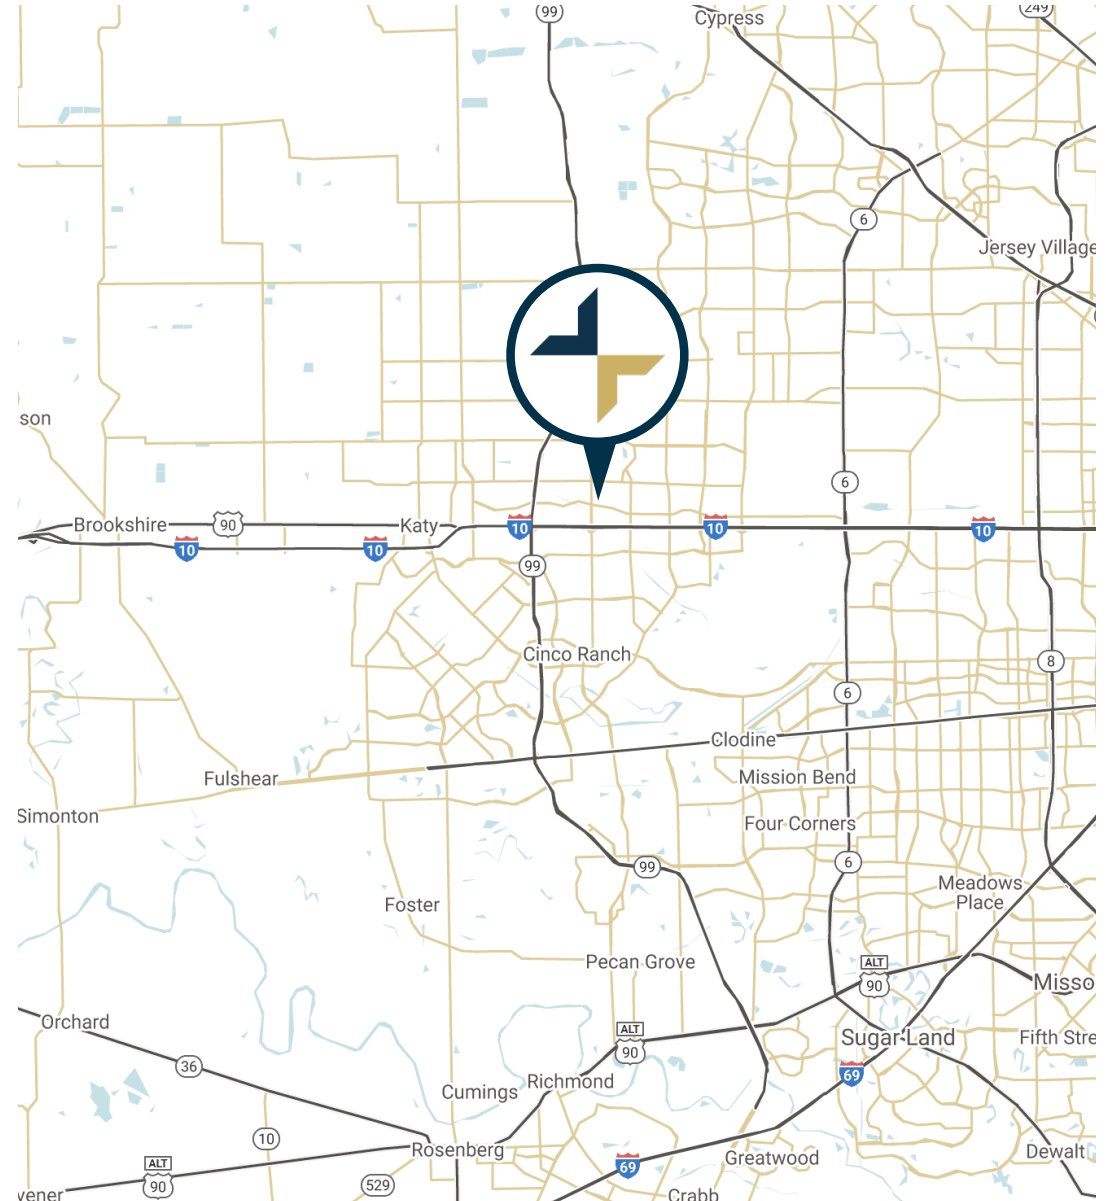 99
Cypress
249
6
Jersey Village
son
6
Brookshire
90
Katy
10
10
10
10
10
99
Cinco Ranch
8
6
Clodine
Fulshear
Mission Bend
Simonton
Four Corners
6
99
Meadows
Place
Foster
Pecan Grove
ALT
90
Misso
Orchard
ALT
90
Sugar Land
Fifth Stre
36
69
Richmond
Cumings
10
Rosenberg
Greatwood
Dewalt
ALT
90
69
529
vener
Crabb